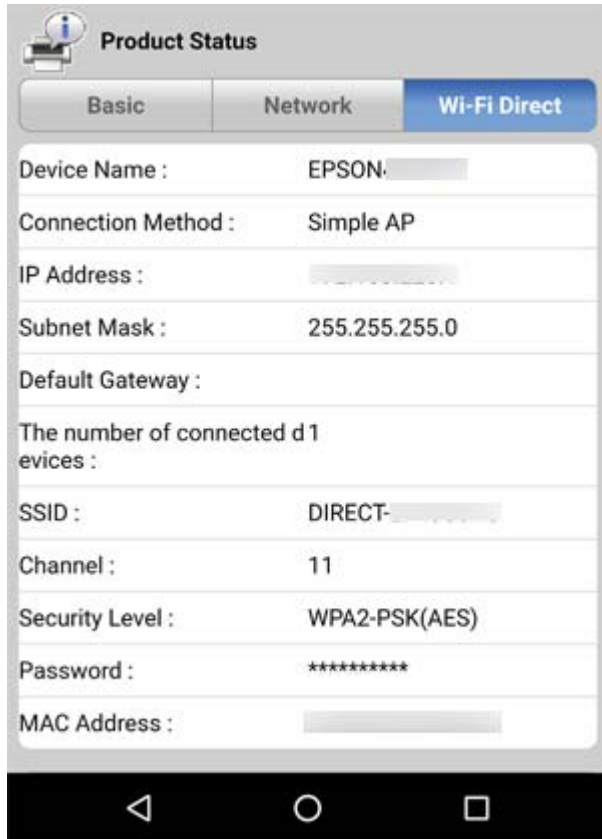 Product Status
Basic Network Wi-Fi Direct
Device Name : EPSON
Connection Method : Simple AP
IP Address :
Subnet Mask : 255.255.255.0
Default Gateway :
The number of connected d 1
evices :
SSID : DIRECT-
Channel : 11
Security Level : WPA2-PSK(AES)
Password : **********
MAC Address :